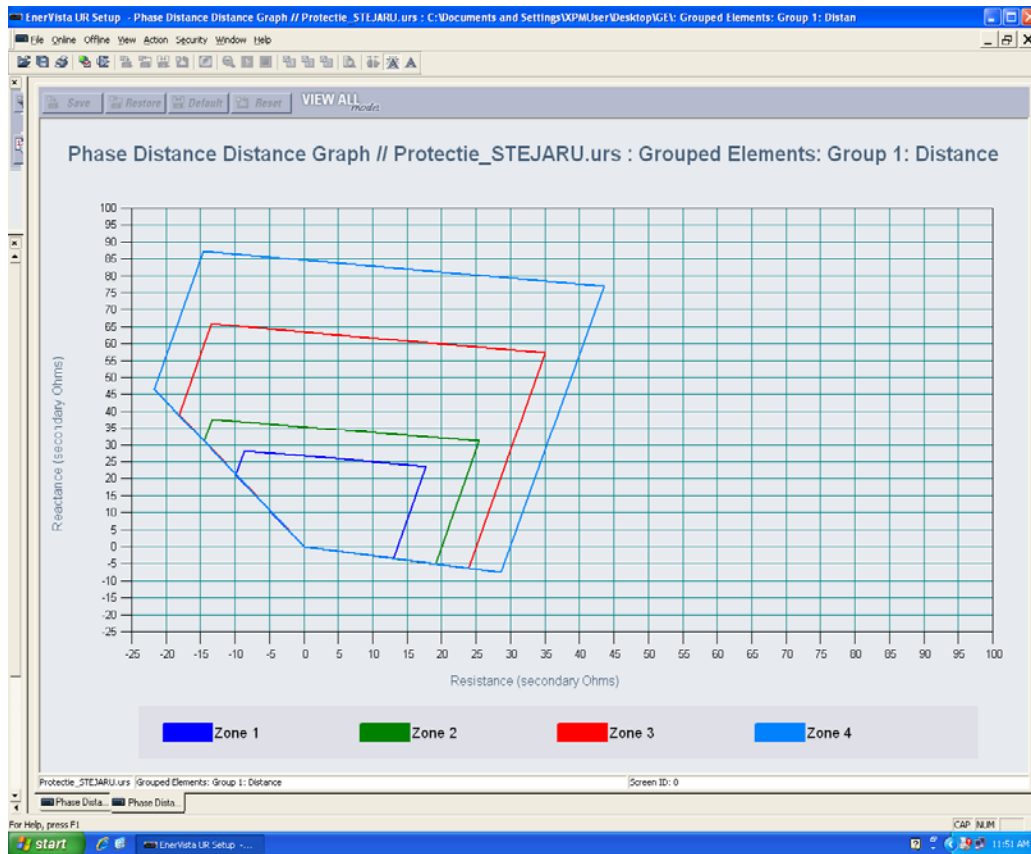 EnerVista UR Setup - Phase Distance Distance Graph // Protectie_STEJARU.urs : C:\Documents and Settings\XPMUser\Desktop\GE\: Grouped Elements: Group 1: Distan
File Online Offline View Action Security Window Help
Save Restore Default Reset VIEW ALL mode
Phase Distance Distance Graph // Protectie_STEJARU.urs : Grouped Elements: Group 1: Distance
100
95
90
85
80
75
70
65
60
55
50
45
40
35
30
25
20
15
10
5
0
-5
-10
-15
-20
-25
Reactance (secondary Ohms)
-25 -20 -15 -10 -5 0 5 10 15 20 25 30 35 40 45 50 55 60 65 70 75 80 85 90 95 100
Resistance (secondary Ohms)
Zone 1 Zone 2 Zone 3 Zone 4
Protectie_STEJARU.urs Grouped Elements: Group 1: Distance Screen ID: 0
Phase Dista... Phase Dista...
For Help, press F1 CAP NUM
start EnerVista UR Setup -... 11:51 AM